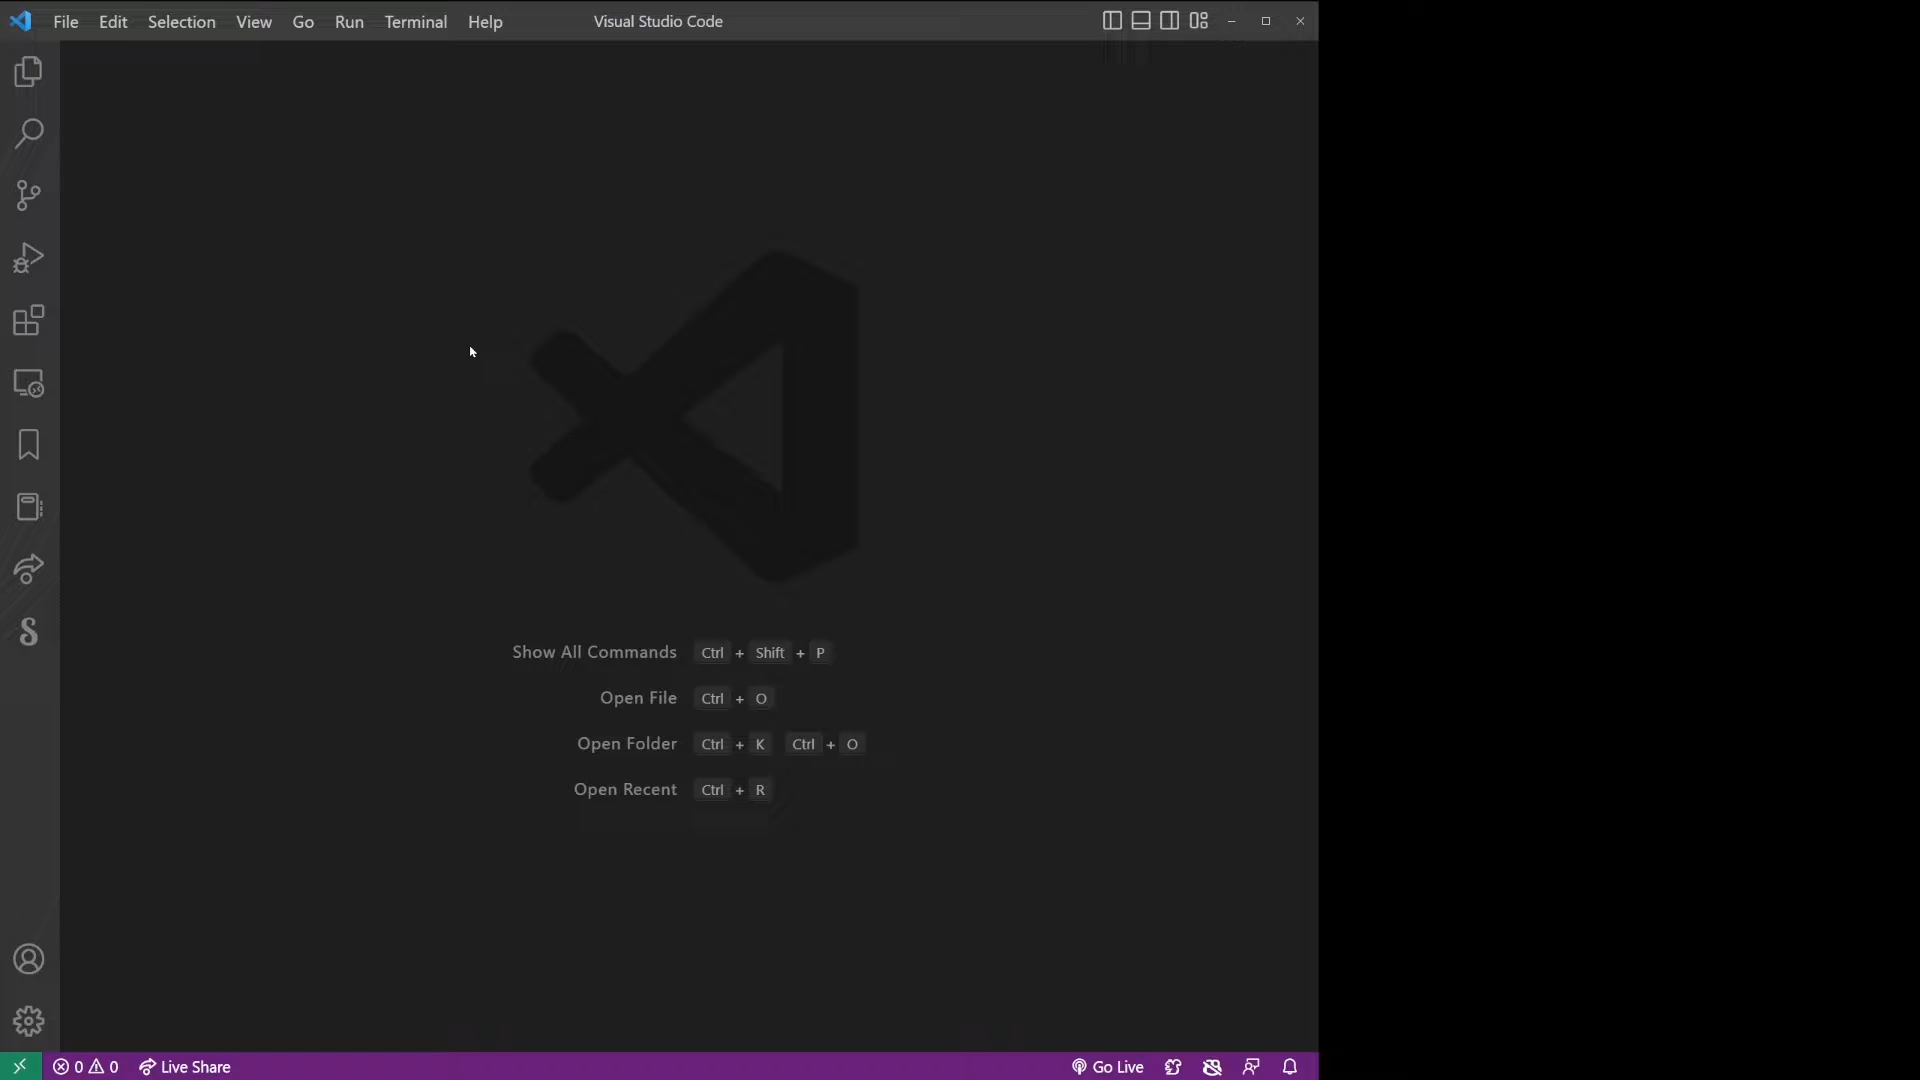 File Edit Selection View Go Run Terminal Help Visual Studio Code
Show All Commands Ctrl + Shift + P
Open File Ctrl + O
Open Folder Ctrl + K Ctrl + O
Open Recent Ctrl + R
0 0 Live Share Go Live